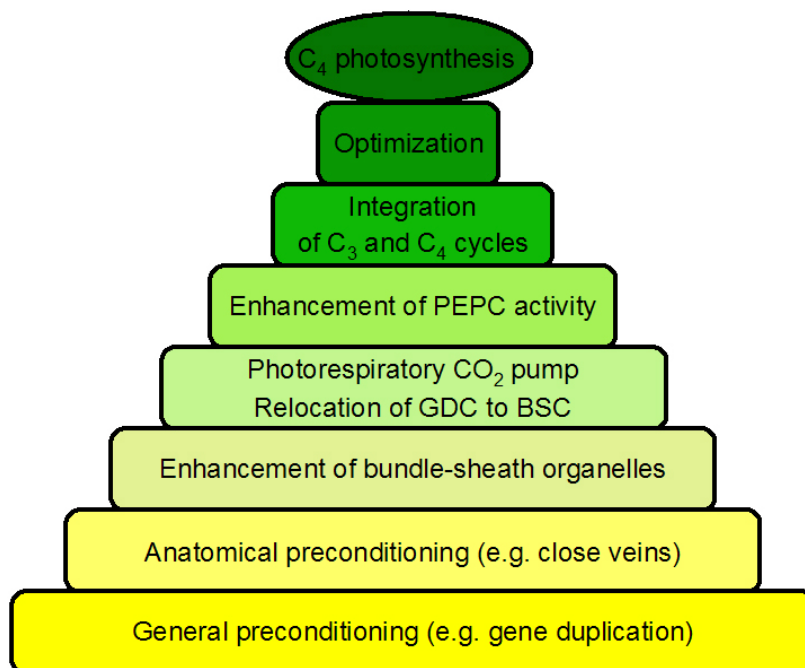 C₄ photosynthesis
Optimization
Integration
of C₃ and C₄ cycles
Enhancement of PEPC activity
Photorespiratory CO₂ pump
Relocation of GDC to BSC
Enhancement of bundle-sheath organelles
Anatomical preconditioning (e.g. close veins)
General preconditioning (e.g. gene duplication)